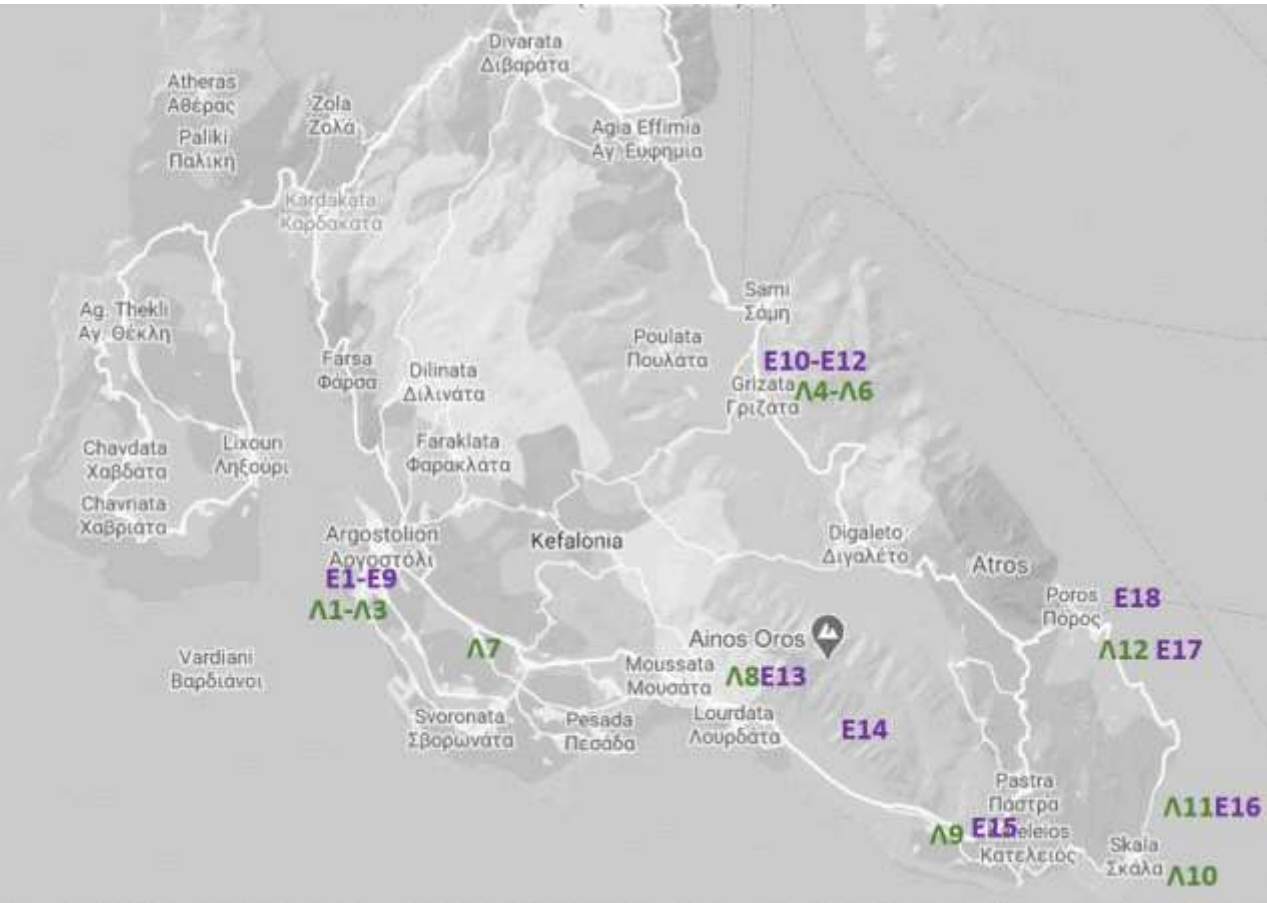 Divarata
Διβαράτα
Atheras
Αθέρας
Zola
Ζολά
Paliki
Παλική
Agia Effimia
Αγ. Ευφημία
Kardakata
Καρδακάτα
Sami
Σάμη
Ag. Thekli
Αγ. Θέκλη
Poulata
Πουλάτα
Farsa
Φάρσα
Dilinata
Διλινάτα
E10-E12
Grizata
Γριζάτα
Λ4-Λ6
Chavdata
Χαβδάτα
Lixouri
Ληξούρι
Faraklata
Φαρακλάτα
Chavriata
Χαβριάτα
Argostolion
Αργοστόλι
Kefalonia
Digaleto
Διγαλέτο
Atros
E1-E9
Λ1-Λ3
Poros
Πόρος
E18
Λ7
Ainos Oros
Λ12 E17
Vardiani
Βαρδιάνοι
Moussata
Μουσάτα
Λ8E13
Svoronata
Σβορωνάτα
Pesada
Πεσάδα
Lourdata
Λουρδάτα
E14
Pastra
Πάστρα
Λ11E16
Λ9
E15
eleios
Κατελειός
Skala
Σκάλα
Λ10